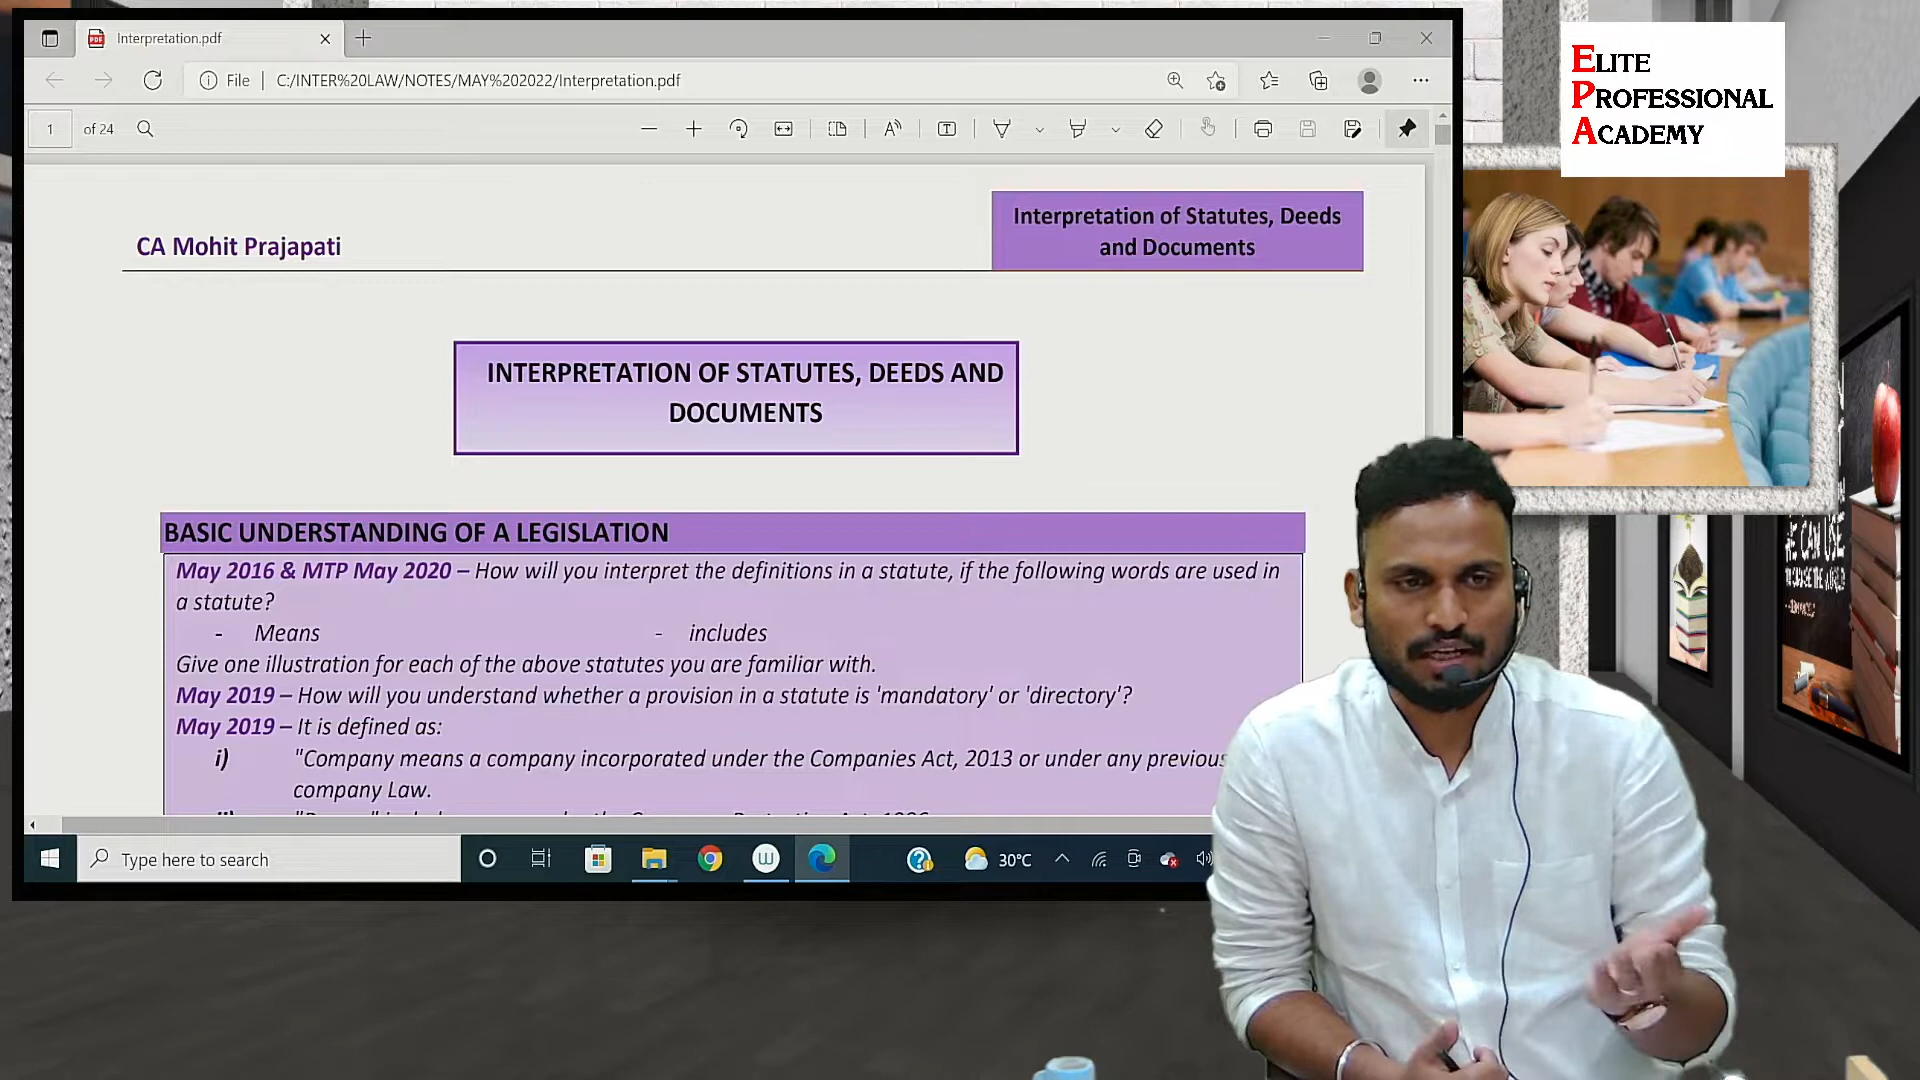 Interpretation.pdf
File
C:/INTER%20LAW/NOTES/MAY%202022/Interpretation.pdf
1 of 24
ELITE
PROFESSIONAL
ACADEMY
CA Mohit Prajapati
Interpretation of Statutes, Deeds
and Documents
INTERPRETATION OF STATUTES, DEEDS AND
DOCUMENTS
BASIC UNDERSTANDING OF A LEGISLATION
May 2016 & MTP May 2020 – How will you interpret the definitions in a statute, if the following words are used in
a statute?
- Means - includes
Give one illustration for each of the above statutes you are familiar with.
May 2019 – How will you understand whether a provision in a statute is 'mandatory' or 'directory'?
May 2019 – It is defined as:
i) "Company means a company incorporated under the Companies Act, 2013 or under any previous
company Law.
Type here to search
30°C
CAN USE